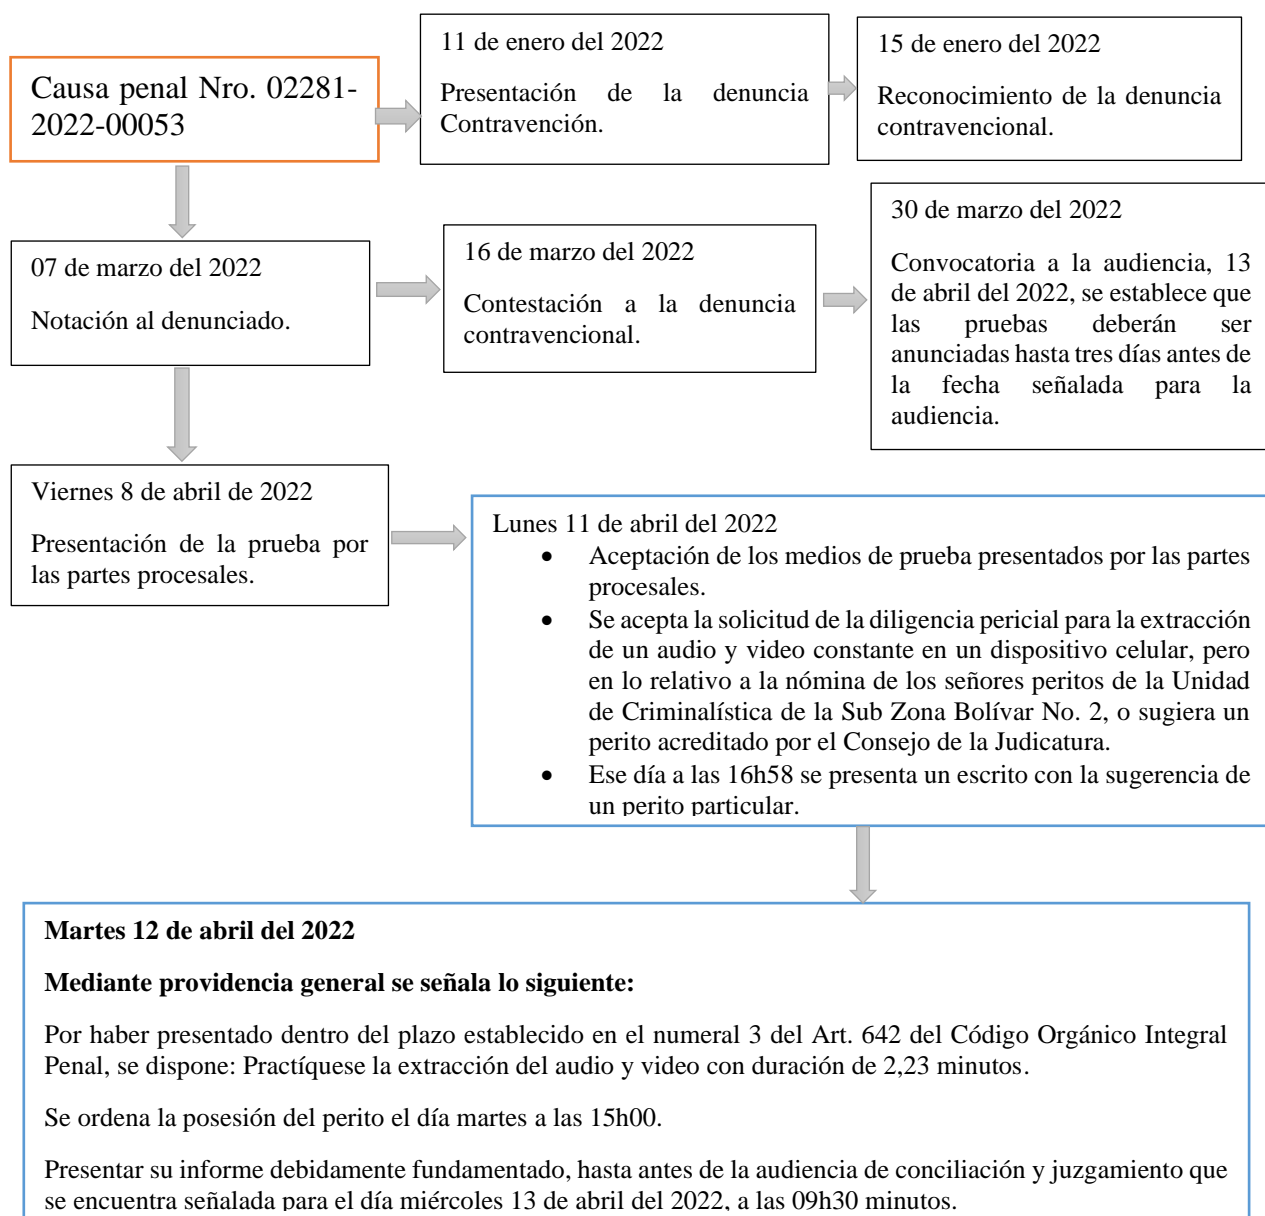 Causa penal Nro. 02281-
2022-00053
11 de enero del 2022
Presentación de la denuncia
Contravención.
15 de enero del 2022
Reconocimiento de la denuncia
contravencional.
07 de marzo del 2022
Notación al denunciado.
16 de marzo del 2022
Contestación a la denuncia
contravencional.
30 de marzo del 2022
Convocatoria a la audiencia, 13
de abril del 2022, se establece que
las pruebas deberán ser
anunciadas hasta tres días antes de
la fecha señalada para la
audiencia.
Viernes 8 de abril de 2022
Presentación de la prueba por
las partes procesales.
Lunes 11 de abril del 2022
• Aceptación de los medios de prueba presentados por las partes
procesales.
• Se acepta la solicitud de la diligencia pericial para la extracción
de un audio y video constante en un dispositivo celular, pero
en lo relativo a la nómina de los señores peritos de la Unidad
de Criminalística de la Sub Zona Bolívar No. 2, o sugiera un
perito acreditado por el Consejo de la Judicatura.
• Ese día a las 16h58 se presenta un escrito con la sugerencia de
un perito particular.
Martes 12 de abril del 2022
Mediante providencia general se señala lo siguiente:
Por haber presentado dentro del plazo establecido en el numeral 3 del Art. 642 del Código Orgánico Integral
Penal, se dispone: Practíquese la extracción del audio y video con duración de 2,23 minutos.
Se ordena la posesión del perito el día martes a las 15h00.
Presentar su informe debidamente fundamentado, hasta antes de la audiencia de conciliación y juzgamiento que
se encuentra señalada para el día miércoles 13 de abril del 2022, a las 09h30 minutos.